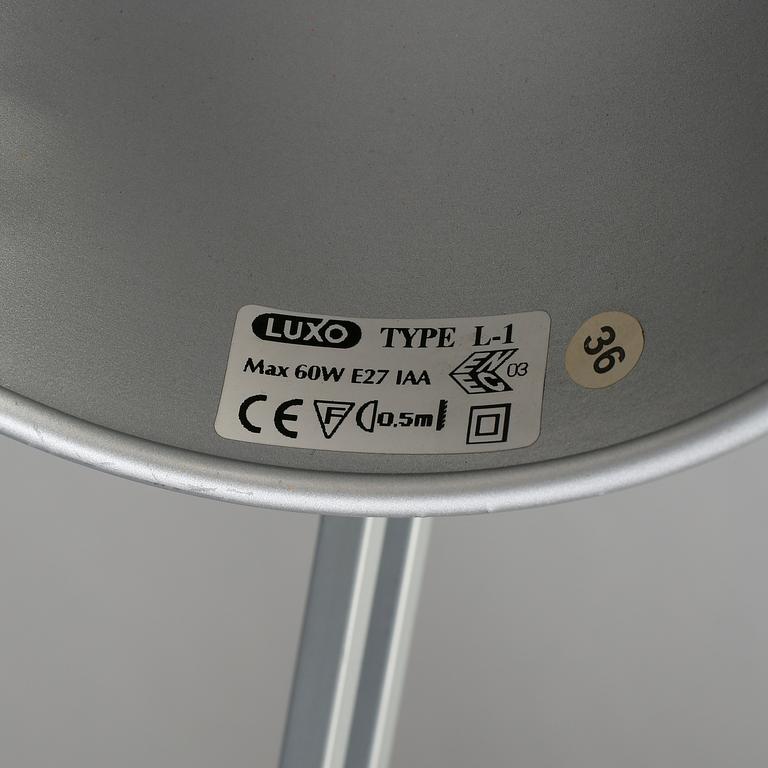 LUXO TYPE L-1
Max 60W E27 IAA ENEC 03
CE F 0.5m
36